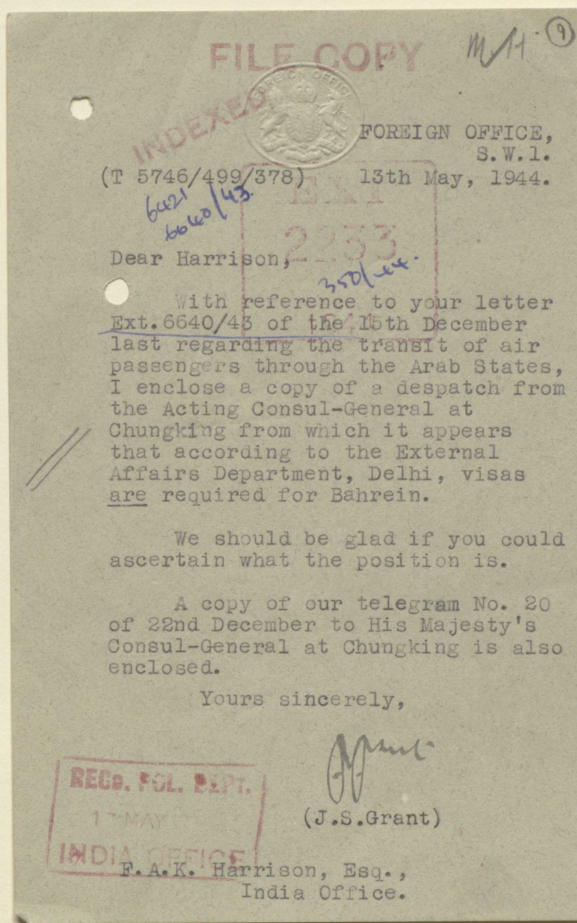 FILE COPY
9
INDEXED
FOREIGN OFFICE
FOREIGN OFFICE,
S.W.1.
(T 5746/499/378)
13th May, 1944.
6421
6640/43
EXT
2233
Dear Harrison,
350/44.
With reference to your letter
Ext.6640/43 of the 15th December
last regarding the transit of air
passengers through the Arab States,
I enclose a copy of a despatch from
the Acting Consul-General at
Chungking from which it appears
that according to the External
Affairs Department, Delhi, visas
are required for Bahrein.
We should be glad if you could
ascertain what the position is.
A copy of our telegram No. 20
of 22nd December to His Majesty's
Consul-General at Chungking is also
enclosed.
Yours sincerely,
(J.S.Grant)
RECD. POL. DEPT.
MAY
INDIA OFFICE
F.A.K. Harrison, Esq.,
India Office.